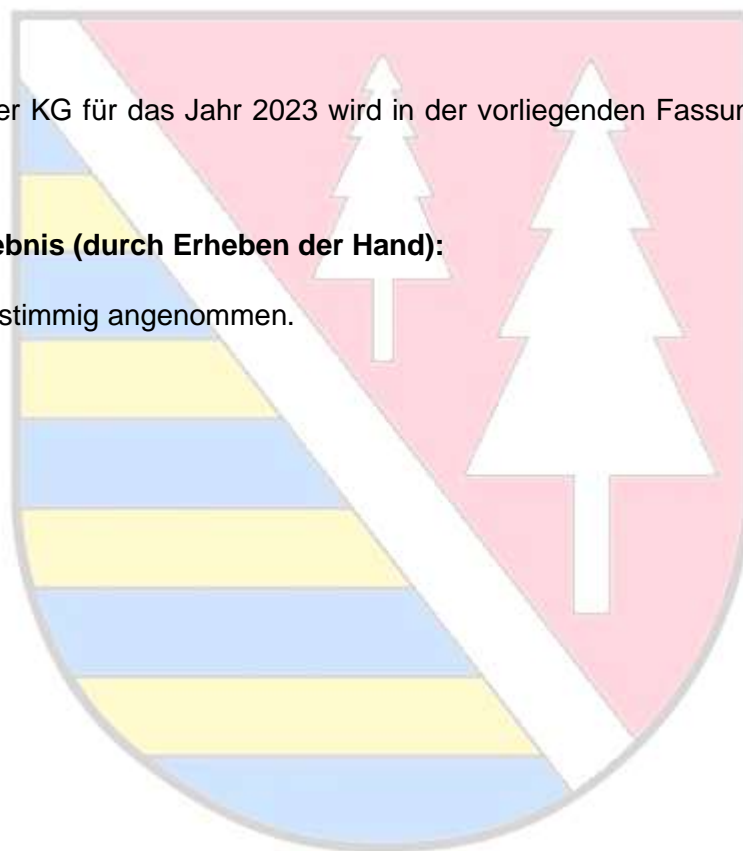 er KG für das Jahr 2023 wird in der vorliegenden Fassun
ebnis (durch Erheben der Hand):
stimmig angenommen.